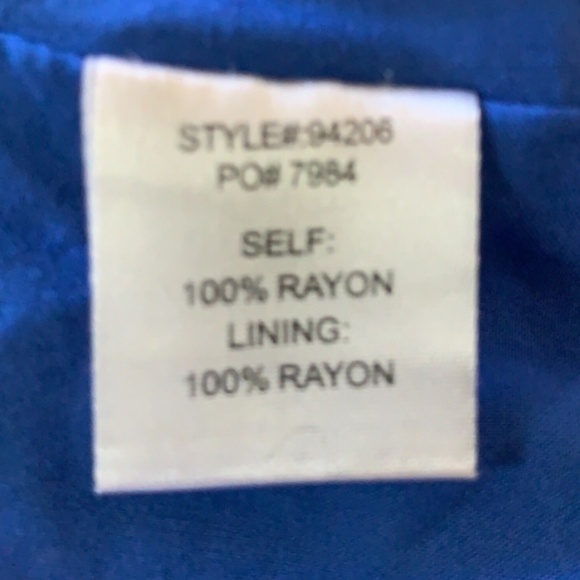 STYLE#:94206
PO# 7984
SELF:
100% RAYON
LINING:
100% RAYON